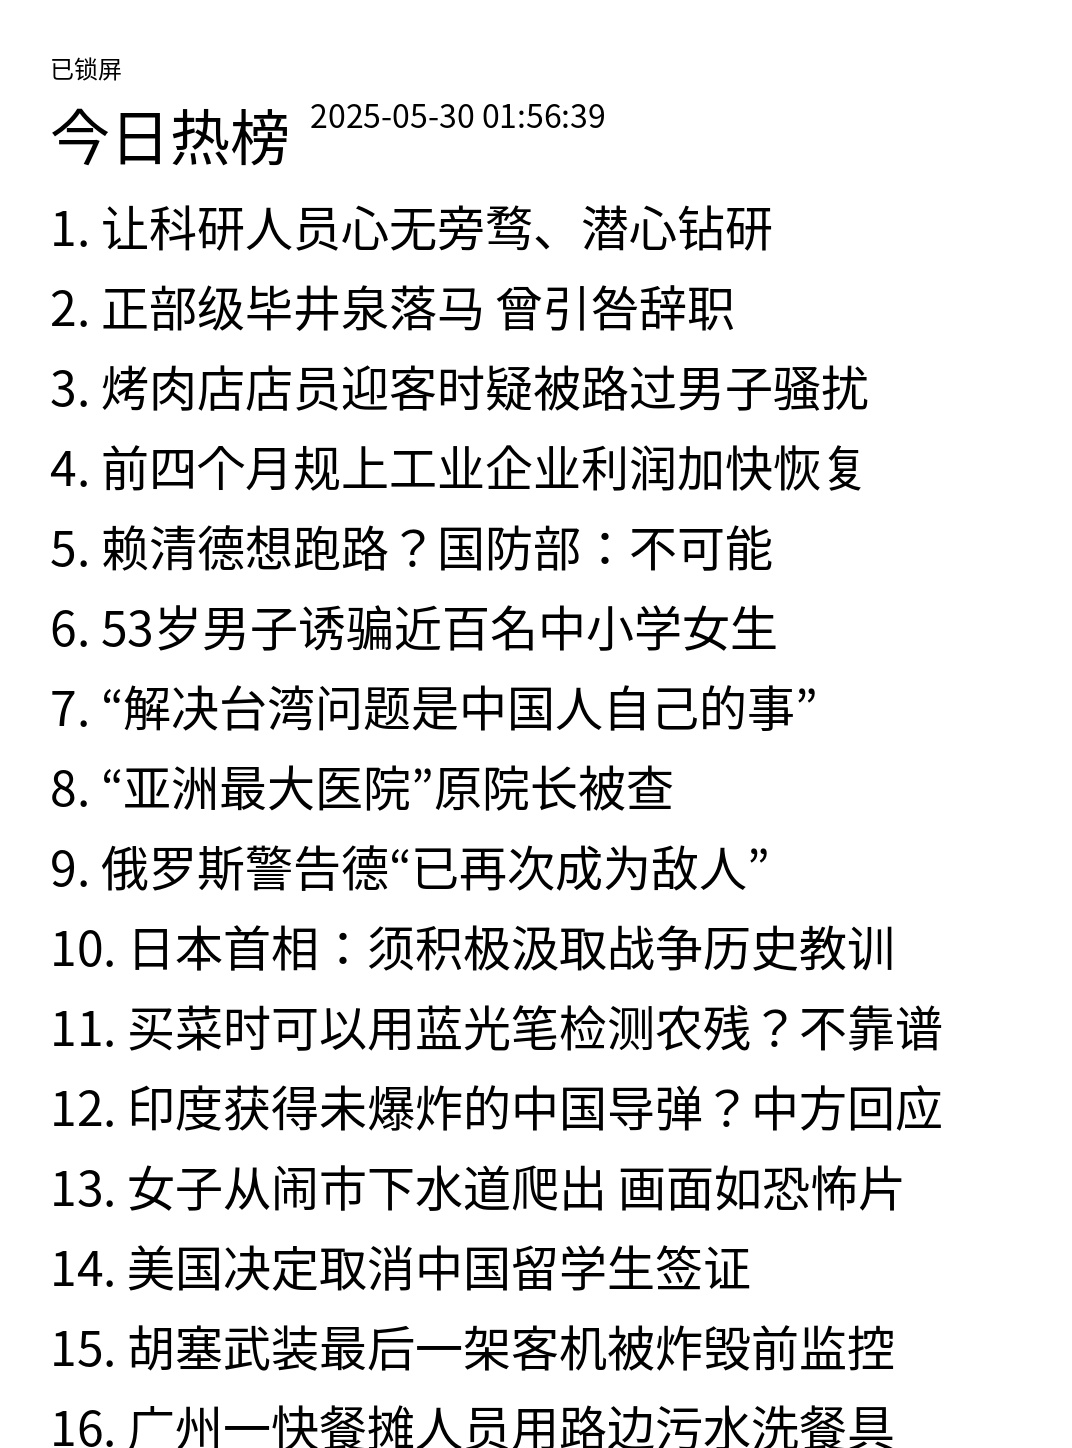 已锁屏
今日热榜 2025-05-30 01:56:39
1. 让科研人员心无旁骛、潜心钻研
2. 正部级毕井泉落马 曾引咎辞职
3. 烤肉店店员迎客时疑被路过男子骚扰
4. 前四个月规上工业企业利润加快恢复
5. 赖清德想跑路？国防部：不可能
6. 53岁男子诱骗近百名中小学女生
7. “解决台湾问题是中国人自己的事”
8. “亚洲最大医院”原院长被查
9. 俄罗斯警告德“已再次成为敌人”
10. 日本首相：须积极汲取战争历史教训
11. 买菜时可以用蓝光笔检测农残？不靠谱
12. 印度获得未爆炸的中国导弹？中方回应
13. 女子从闹市下水道爬出 画面如恐怖片
14. 美国决定取消中国留学生签证
15. 胡塞武装最后一架客机被炸毁前监控
16. 广州一快餐摊人员用路边污水洗餐具